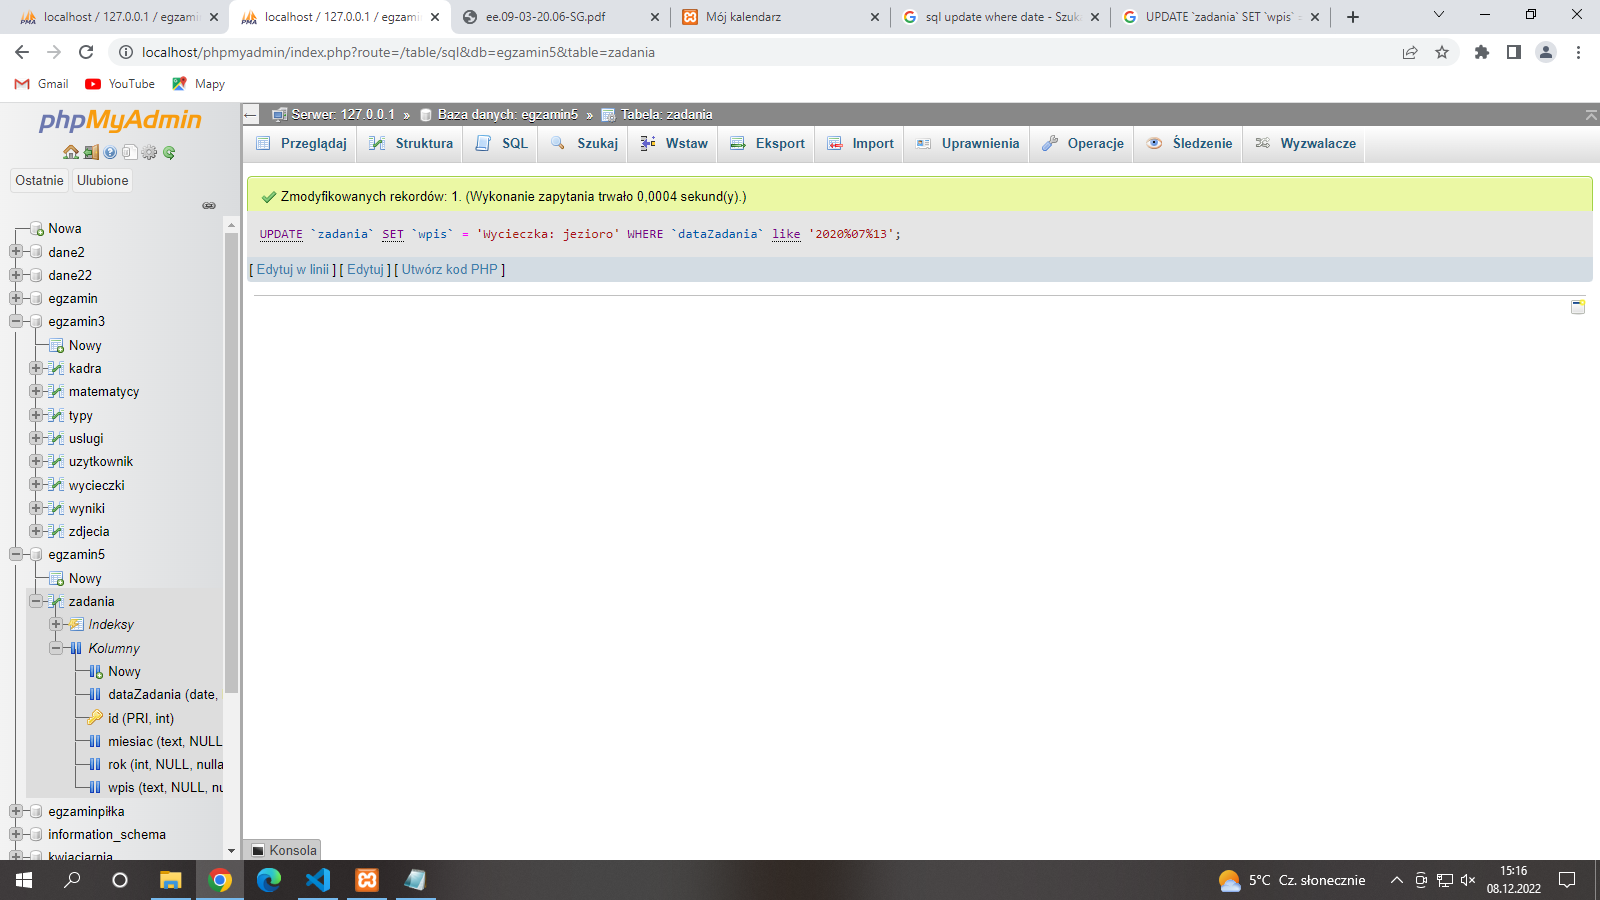 localhost / 127.0.0.1 / egzamin
localhost / 127.0.0.1 / egzamin
ee.09-03-20.06-SG.pdf
Mój kalendarz
sql update where date - Szuk
UPDATE `zadania` SET `wpis` =
localhost/phpmyadmin/index.php?route=/table/sql&db=egzamin5&table=zadania
Gmail YouTube Mapy
phpMyAdmin
Ostatnie Ulubione
Nowa
dane2
dane22
egzamin
egzamin3
Nowy
kadra
matematycy
typy
uslugi
uzytkownik
wycieczki
wyniki
zdjecia
egzamin5
Nowy
zadania
Indeksy
Kolumny
Nowy
dataZadania (date,
id (PRI, int)
miesiac (text, NULL
rok (int, NULL, nulla
wpis (text, NULL, nu
egzaminpiłka
information_schema
kwiaciarnia
Serwer: 127.0.0.1 » Baza danych: egzamin5 » Tabela: zadania
Przeglądaj Struktura SQL Szukaj Wstaw Eksport Import Uprawnienia Operacje Śledzenie Wyzwalacze
Zmodyfikowanych rekordów: 1. (Wykonanie zapytania trwało 0,0004 sekund(y).)
UPDATE `zadania` SET `wpis` = 'Wycieczka: jezioro' WHERE `dataZadania` like '2020%07%13';
[ Edytuj w linii ] [ Edytuj ] [ Utwórz kod PHP ]
Konsola
5°C Cz. słonecznie
15:16
08.12.2022